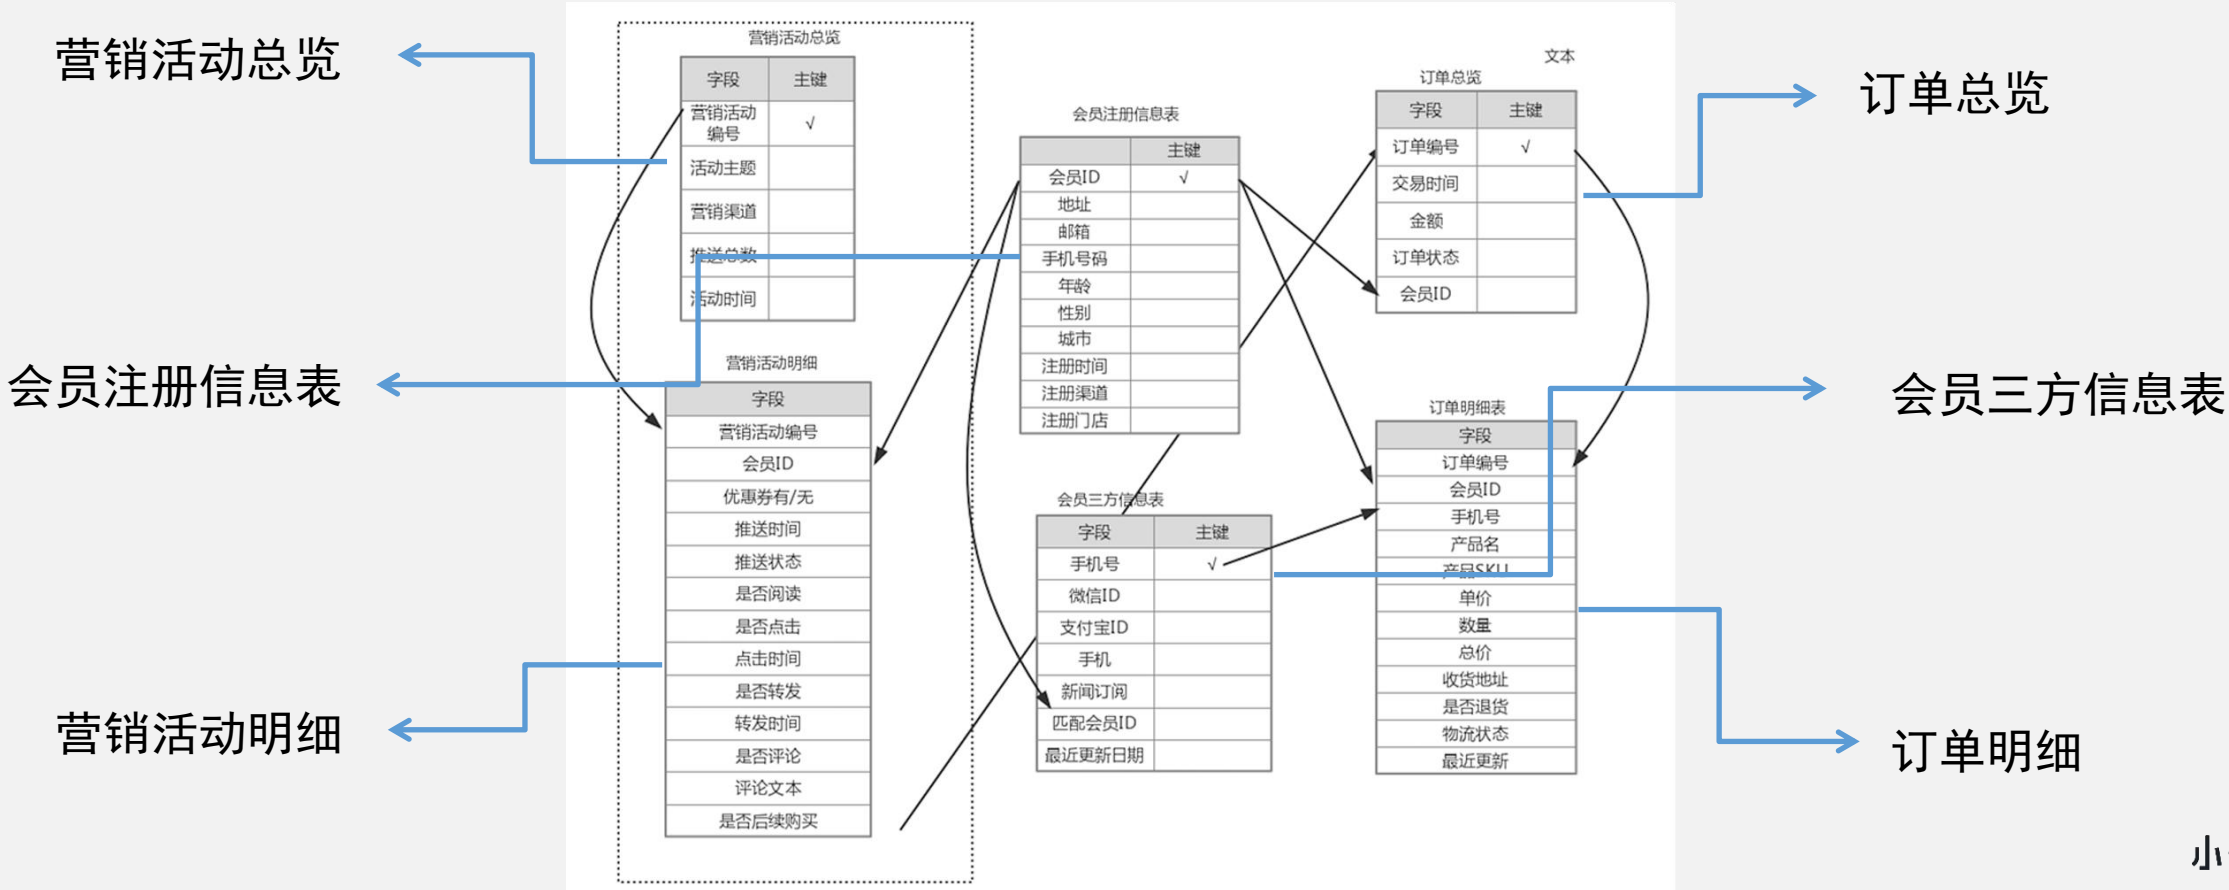 营销活动总览
会员注册信息表
营销活动明细
营销活动总览
字段 主键
营销活动
编号 √
活动主题
营销渠道
推送总数
活动时间
营销活动明细
字段
营销活动编号
会员ID
优惠券有/无
推送时间
推送状态
是否阅读
是否点击
点击时间
是否转发
转发时间
是否评论
评论文本
是否后续购买
会员注册信息表
主键
会员ID √
地址
邮箱
手机号码
年龄
性别
城市
注册时间
注册渠道
注册门店
会员三方信息表
字段 主键
手机号 √
微信ID
支付宝ID
手机
新闻订阅
匹配会员ID
最近更新日期
文本
订单总览
字段 主键
订单编号 √
交易时间
金额
订单状态
会员ID
订单明细表
字段
订单编号
会员ID
手机号
产品名
产品SKU
单价
数量
总价
收货地址
是否退货
物流状态
最近更新
订单总览
会员三方信息表
订单明细
小